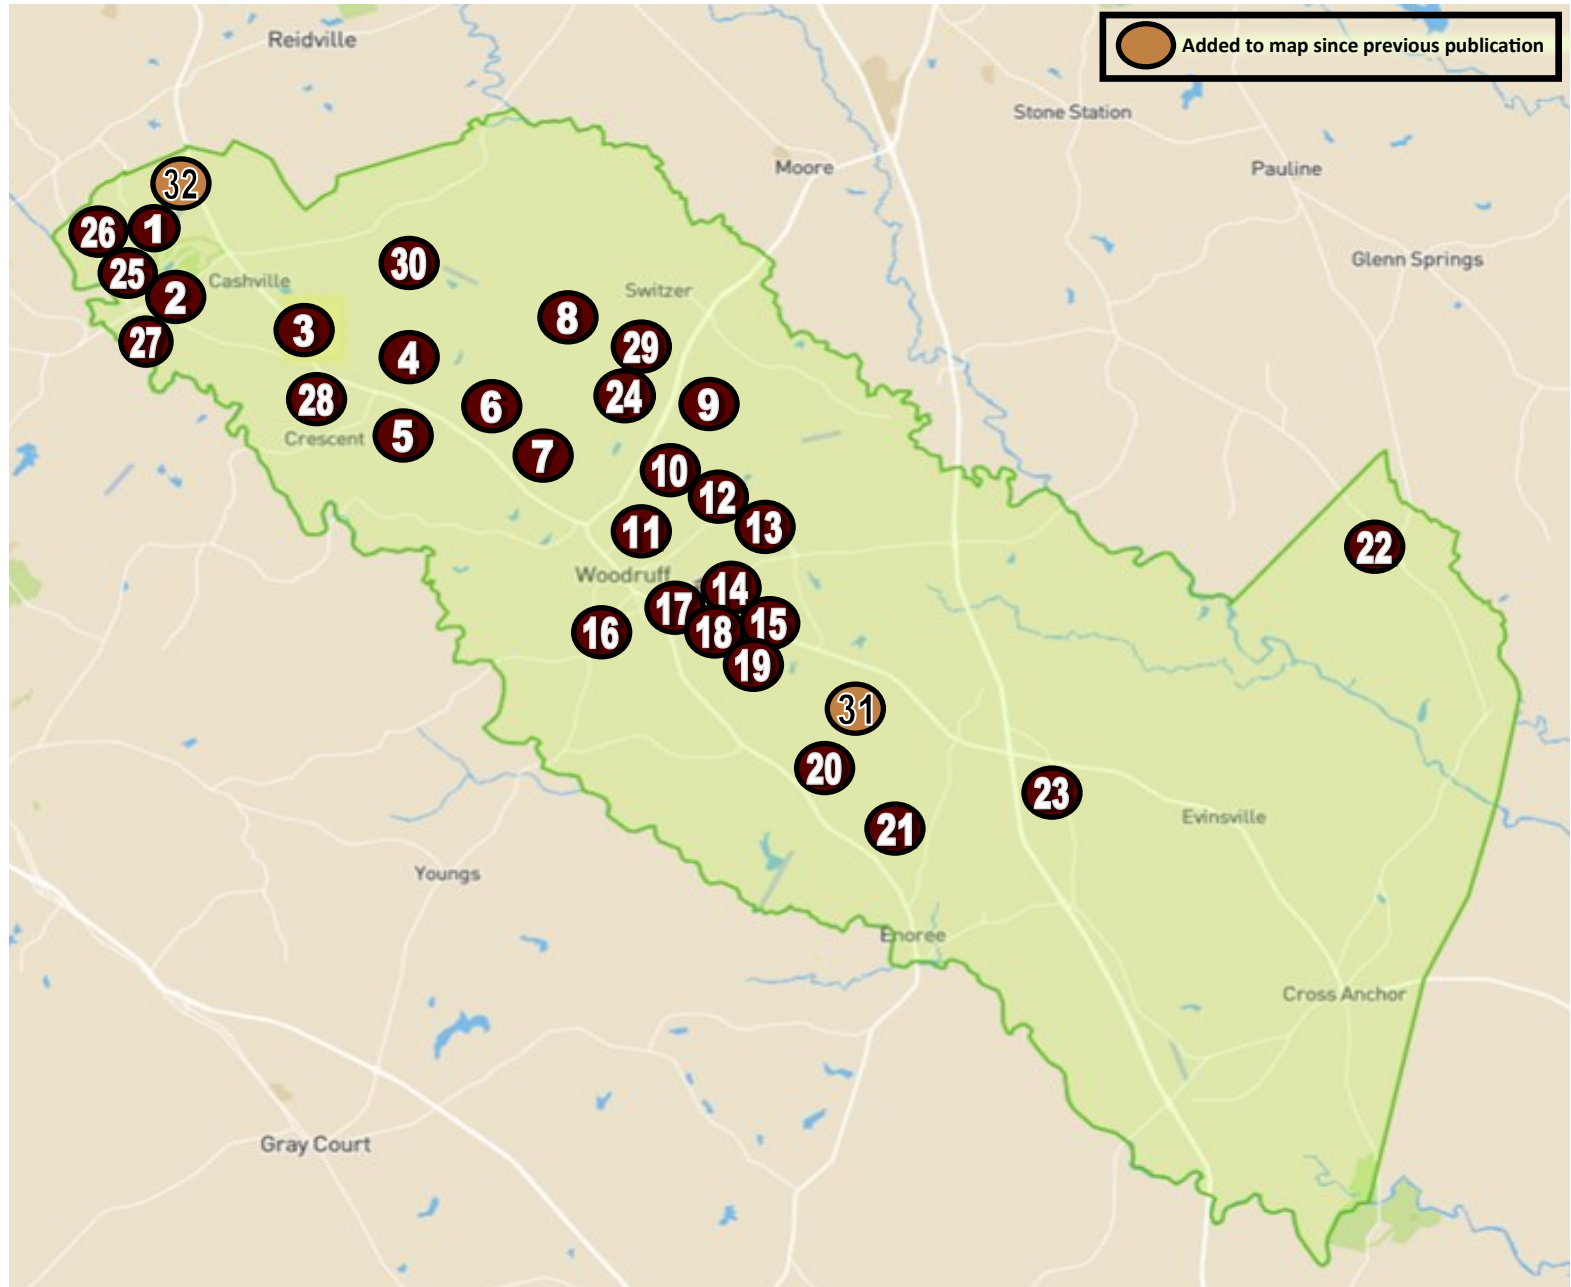 Reidville
Added to map since previous publication
Stone Station
Moore
Pauline
32
26
1
Glenn Springs
30
25
Cashville
2
Switzer
8
3
27
29
4
24
28
6
9
5
Crescent
7
10
12
13
11
22
Woodruff
14
17
15
16
18
19
31
20
23
Evinsville
21
Youngs
Enoree
Cross Anchor
Gray Court